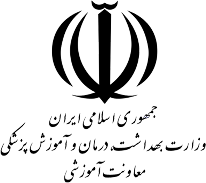 جمهوری اسلامی ایران
وزارت بهداشت، درمان و آموزش پزشکی
معاونت آموزشی